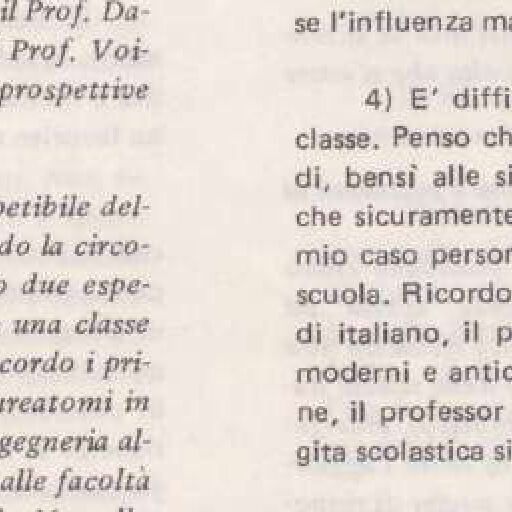 il Prof. Da-
Prof. Voi-
prospettive
petibile del-
do la circo-
due espe-
una classe
cordo i pri-
ureatomi in
gegneria al-
alle facoltà
se l'influenza ma
4) E' diffi
classe. Penso ch
di, bensì alle si
che sicuramente
mio caso person
scuola. Ricordo
di italiano, il p
moderni e antic
ne, il professor
gita scolastica si